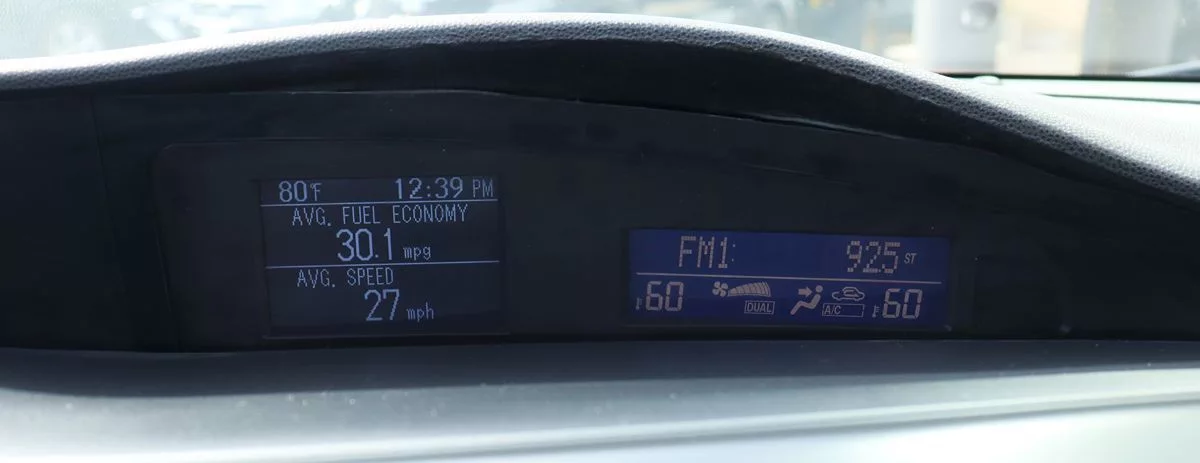 80°F 12:39 PM
AVG. FUEL ECONOMY
30.1 mpg
AVG. SPEED
27 mph
FM1: 92.5 ST
°F 60 DUAL A/C °F 60